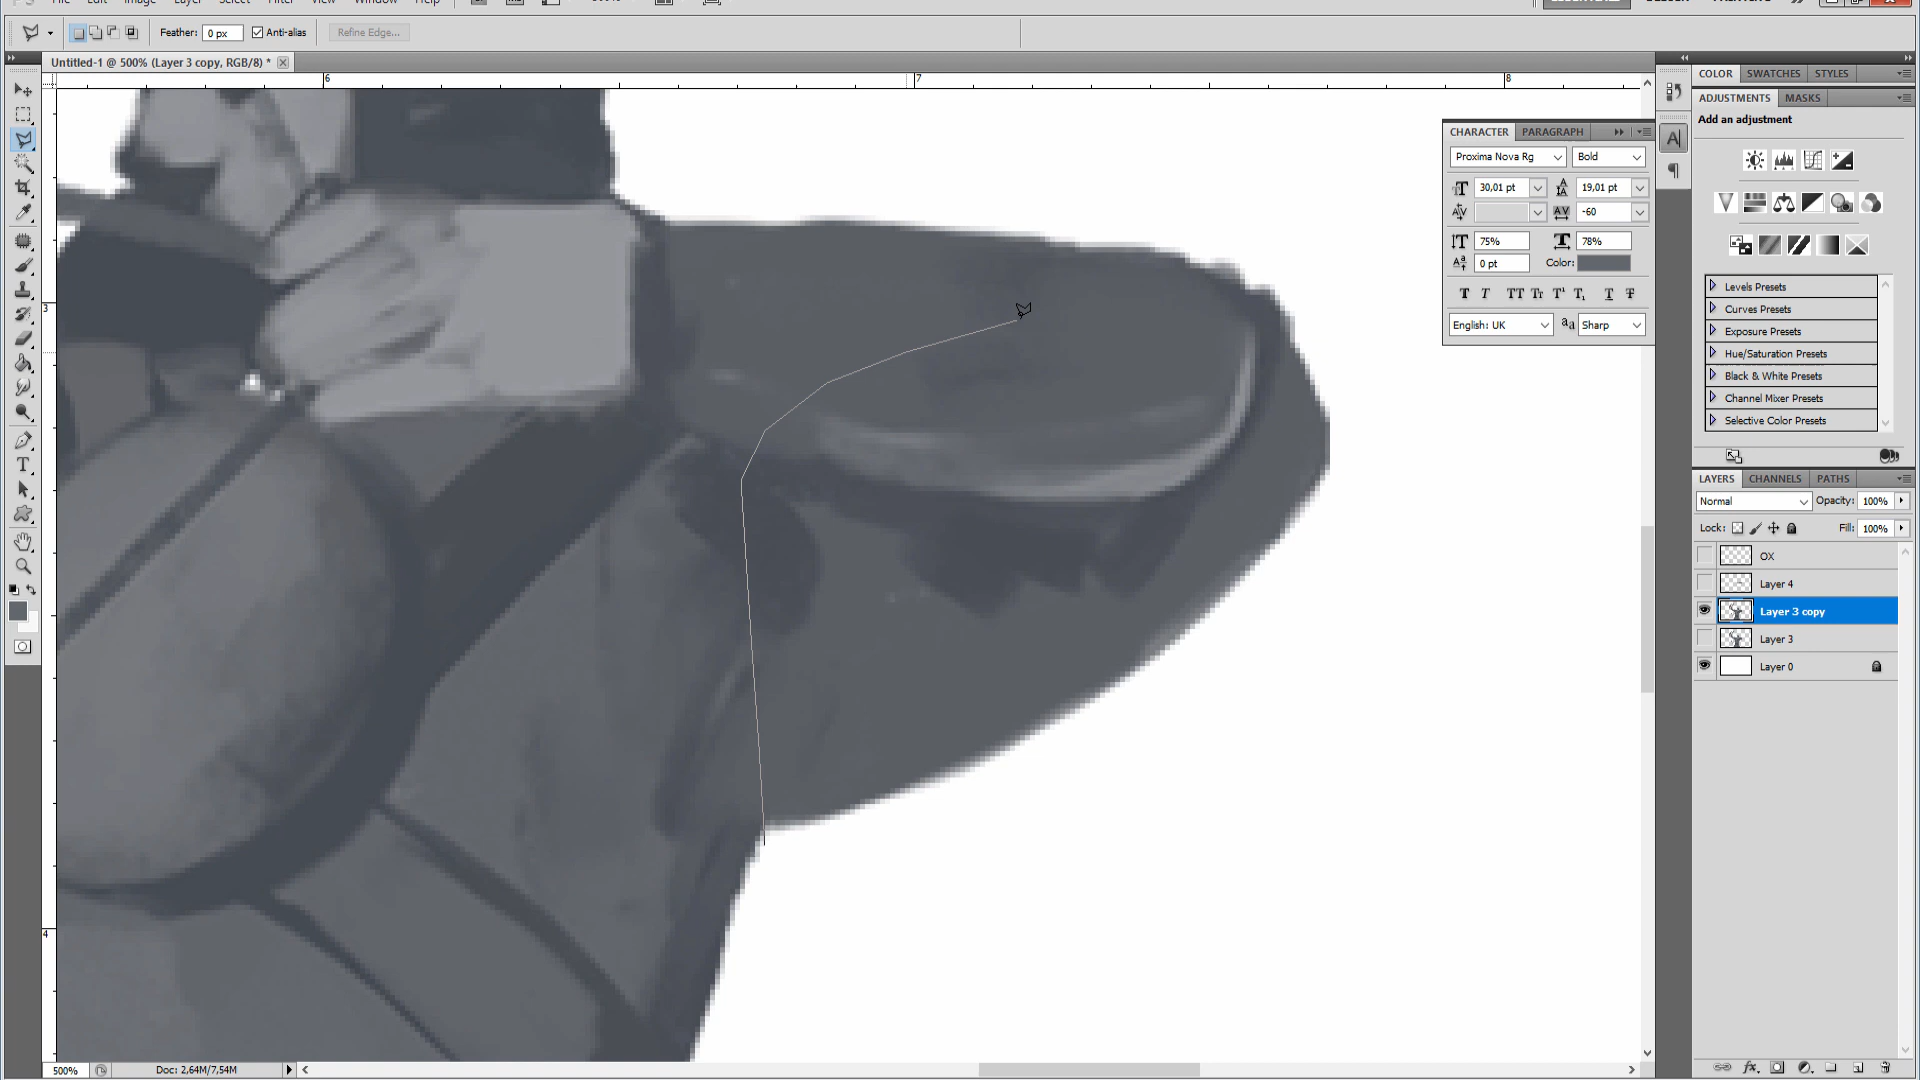 File Edit Image Layer Select Filter View Window Help
Feather: 0 px Anti-alias Refine Edge...
Untitled-1 @ 500% (Layer 3 copy, RGB/8) *
6 7 8
3
4
COLOR SWATCHES STYLES
ADJUSTMENTS MASKS
Add an adjustment
CHARACTER PARAGRAPH
Proxima Nova Rg Bold
30,01 pt 19,01 pt
-60
75% 78%
0 pt Color:
English: UK Sharp
Levels Presets
Curves Presets
Exposure Presets
Hue/Saturation Presets
Black & White Presets
Channel Mixer Presets
Selective Color Presets
LAYERS CHANNELS PATHS
Normal Opacity: 100%
Lock: Fill: 100%
OX
Layer 4
Layer 3 copy
Layer 3
Layer 0
500% Doc: 2,64M/7,54M